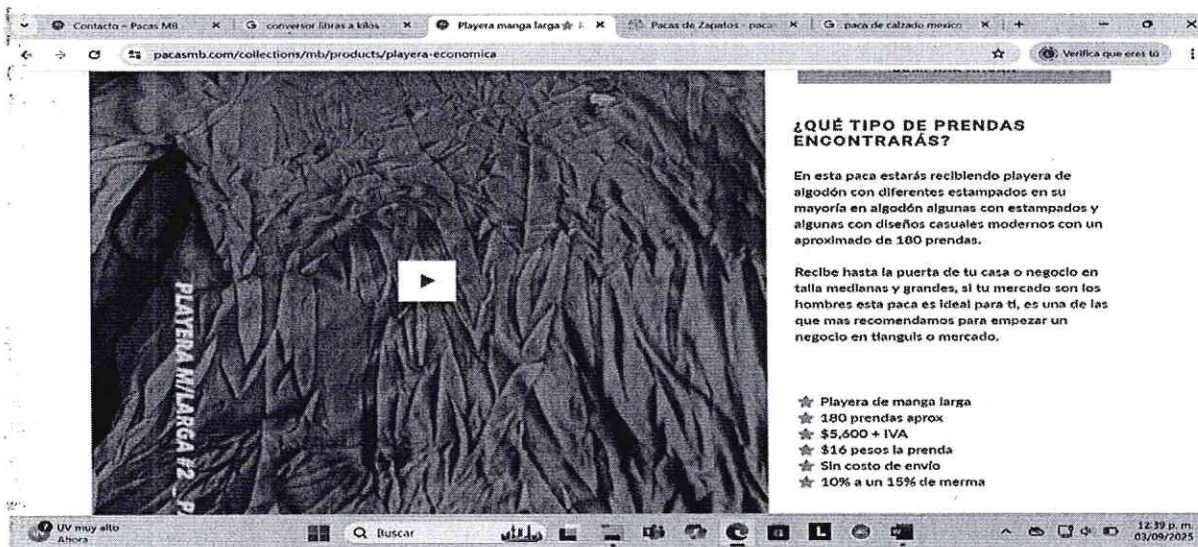 Contacto – Pacas MB
conversor libras a kilos -
Playera manga larga
Pacas de Zapatos - paca
paca de calzado mexico
pacasmb.com/collections/mb/products/playera-economica
Verifica que eres tú
¿QUÉ TIPO DE PRENDAS
ENCONTRARÁS?
En esta paca estarás recibiendo playera de
algodón con diferentes estampados en su
mayoría en algodón algunas con estampados y
algunas con diseños casuales modernos con un
aproximado de 180 prendas.
Recibe hasta la puerta de tu casa o negocio en
talla medianas y grandes, si tu mercado son los
hombres esta paca es ideal para ti, es una de las
que mas recomendamos para empezar un
negocio en tianguis o mercado.
PLAYERA M/LARGA #2_P
Playera de manga larga
180 prendas aprox
$5,600 + IVA
$16 pesos la prenda
Sin costo de envío
10% a un 15% de merma
UV muy alto
Ahora
Buscar
12:39 p. m.
03/09/2025